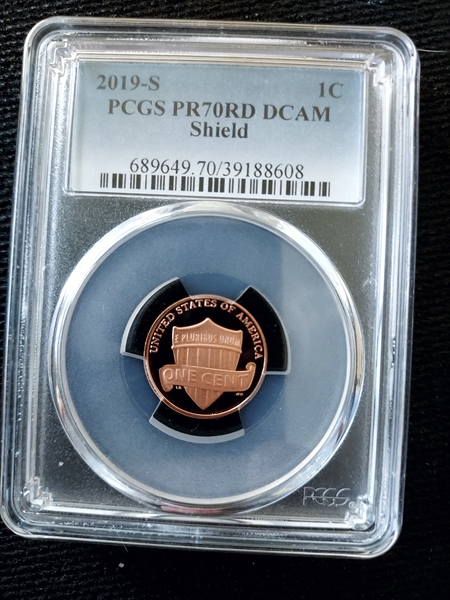 2019-S 1C
PCGS PR70RD DCAM
Shield
689649.70/39188608
UNITED STATES OF AMERICA
E PLURIBUS UNUM
ONE CENT
PCGS